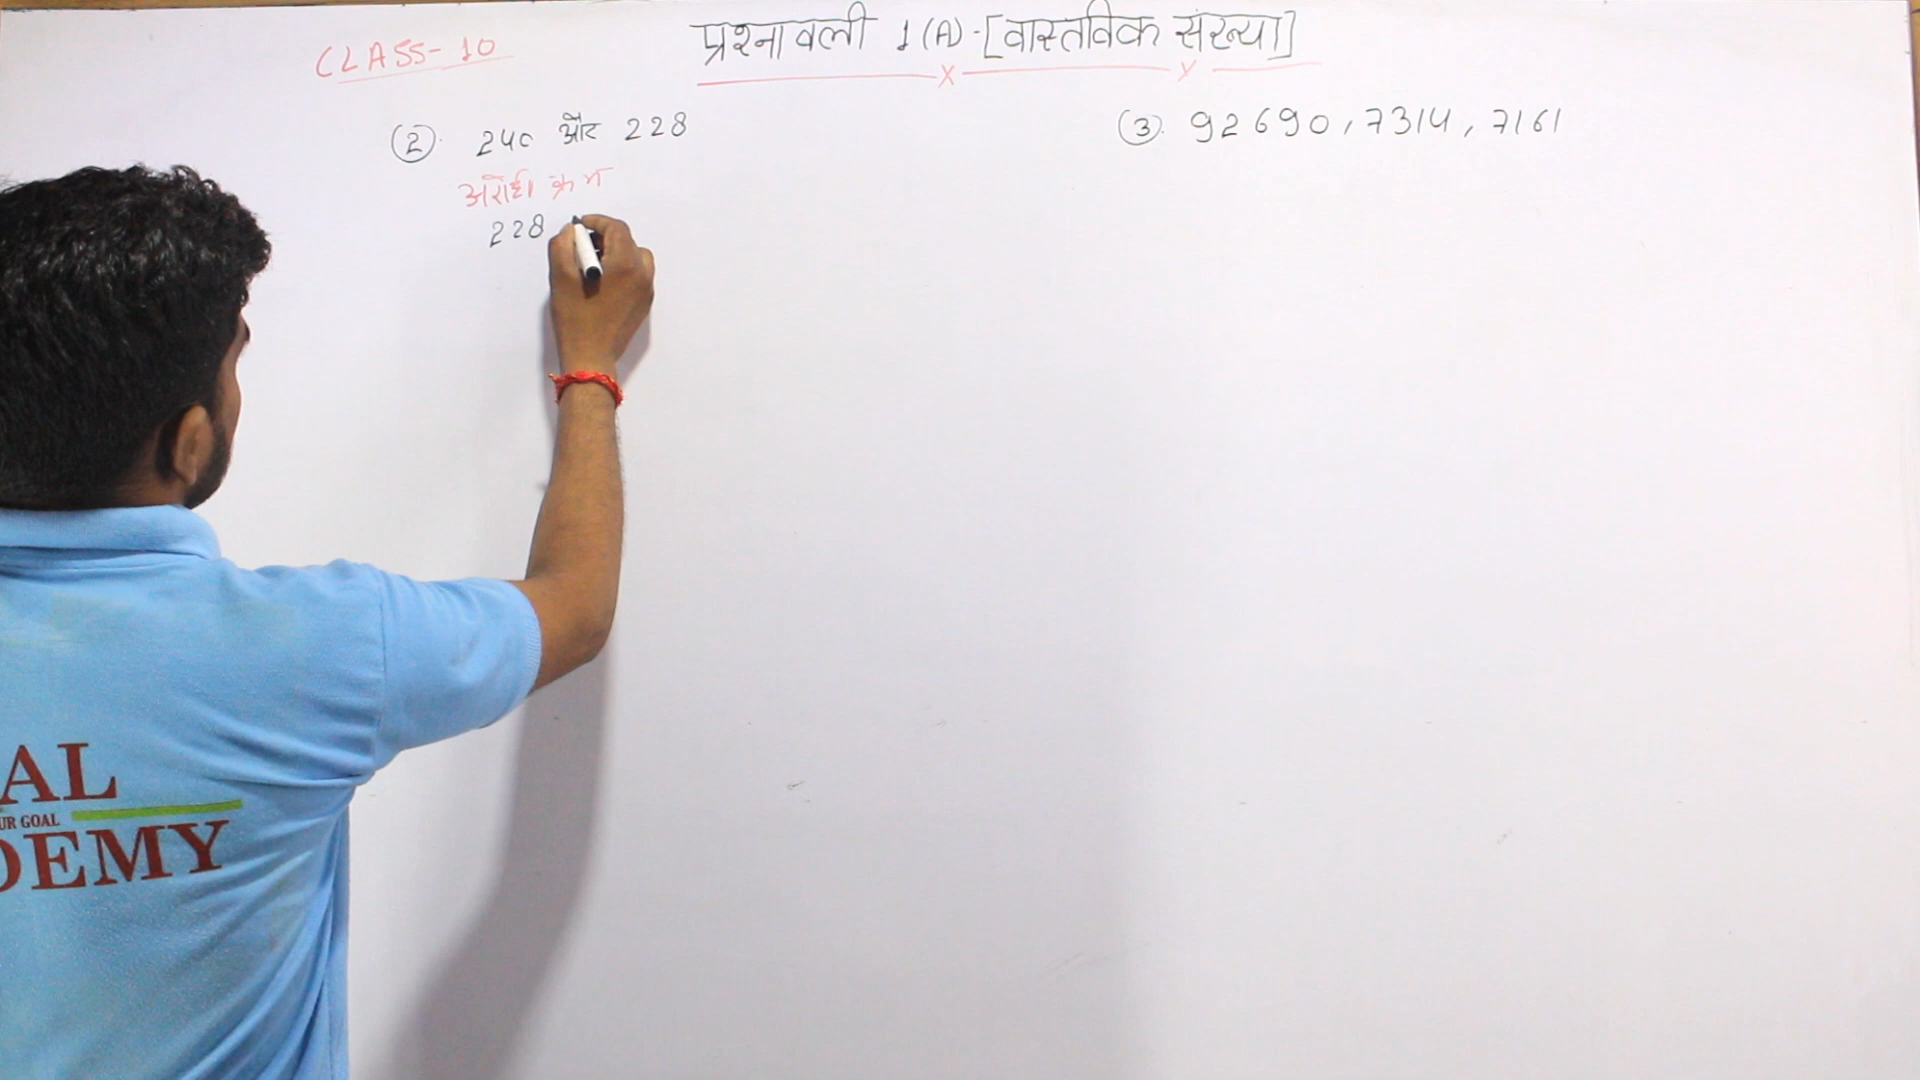 CLASS-10
प्रश्नावली 1(A)-[वास्तविक संख्या]
(2). 240 और 228
अरोही क्रम
228
(3). 92690, 7314, 7161
AL
UR GOAL
DEMY